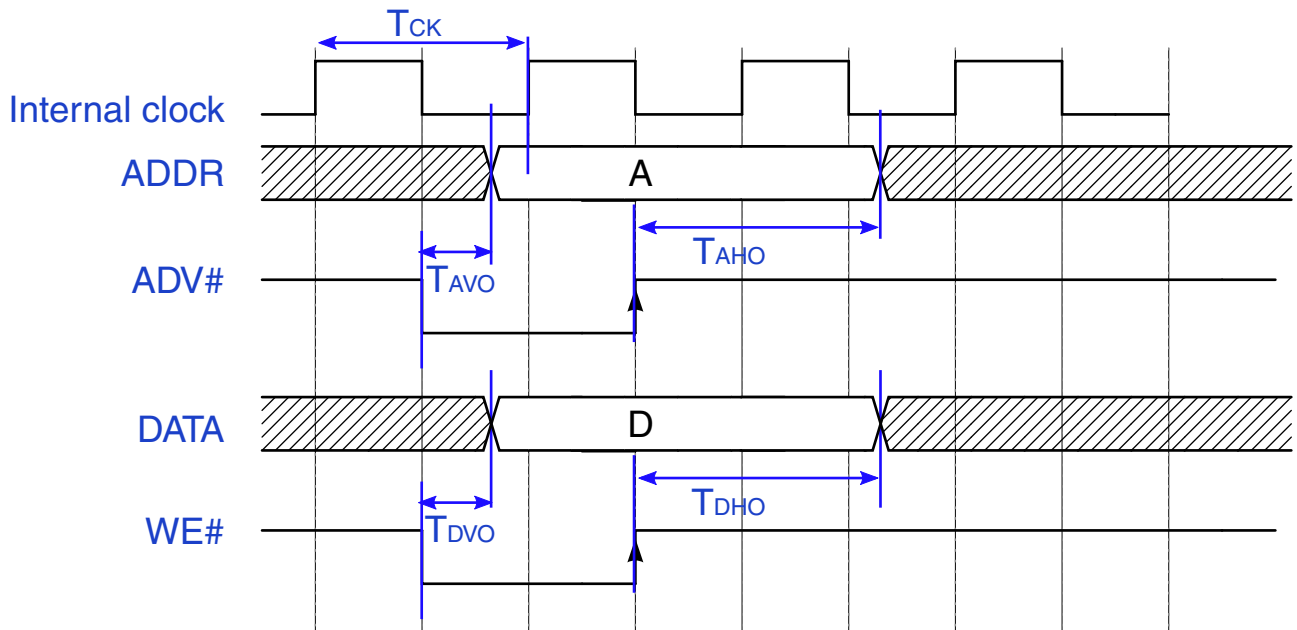 TCK
Internal clock
ADDR
A
TAHO
ADV#
TAVO
DATA
D
TDHO
WE#
TDVO